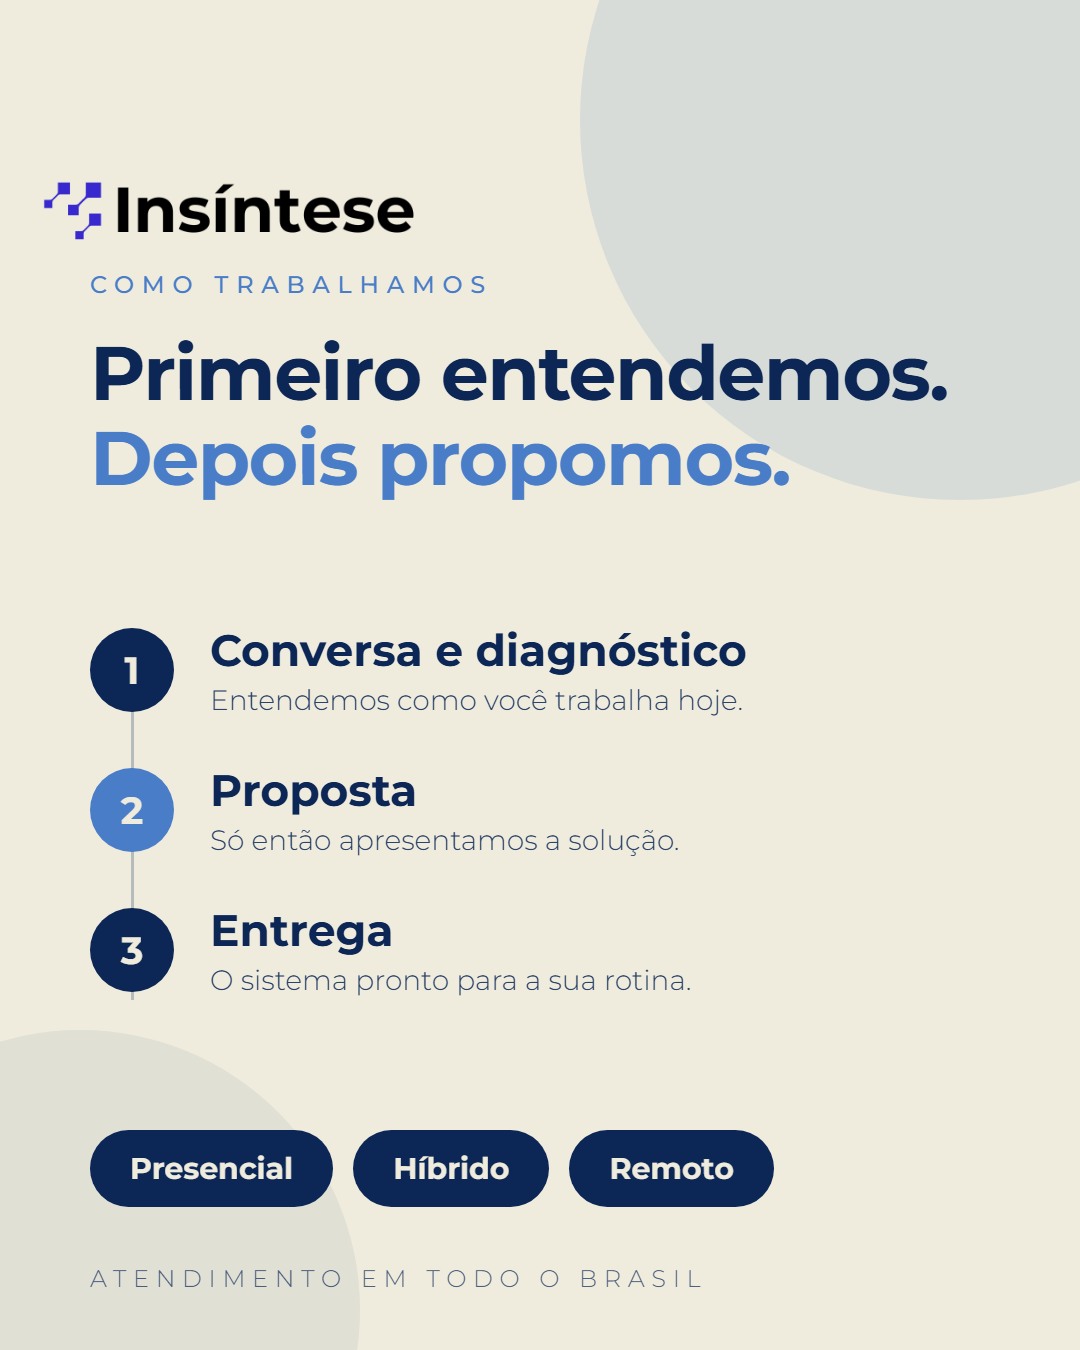 Insíntese
COMO TRABALHAMOS
Primeiro entendemos.
Depois propomos.
1
Conversa e diagnóstico
Entendemos como você trabalha hoje.
2
Proposta
Só então apresentamos a solução.
3
Entrega
O sistema pronto para a sua rotina.
Presencial Híbrido Remoto
ATENDIMENTO EM TODO O BRASIL